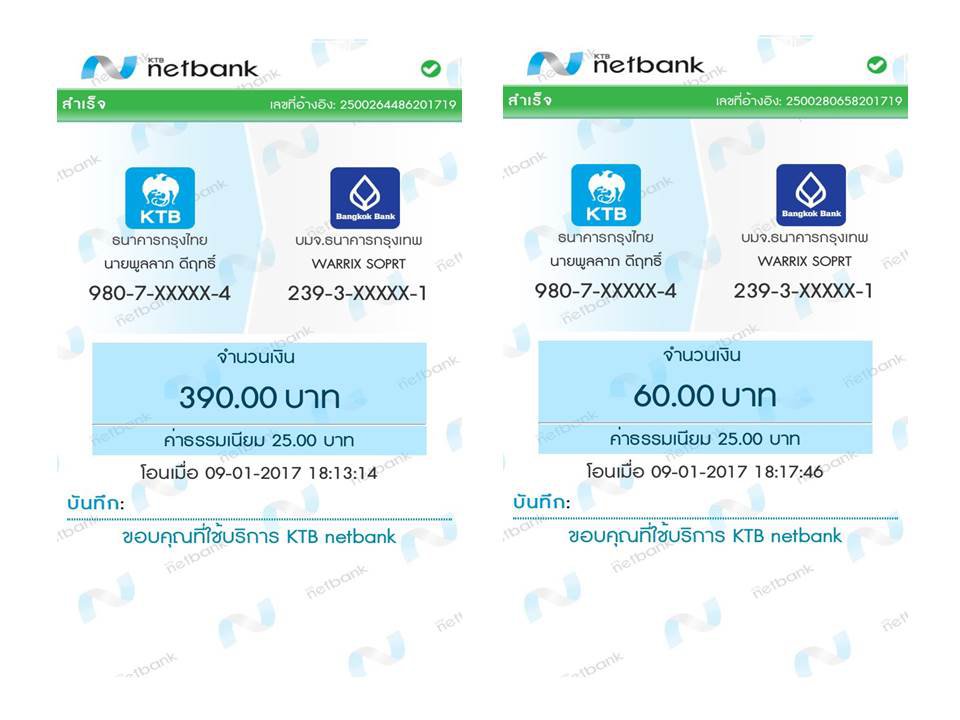 KTB netbank
สำเร็จ เลขที่อ้างอิง: 2500264486201719
KTB
Bangkok Bank
ธนาคารกรุงไทย บมจ.ธนาคารกรุงเทพ
นายพูลลาภ ดีฤทธิ์ WARRIX SOPRT
980-7-XXXXX-4 239-3-XXXXX-1
จำนวนเงิน
390.00 บาท
ค่าธรรมเนียม 25.00 บาท
โอนเมื่อ 09-01-2017 18:13:14
บันทึก:
ขอบคุณที่ใช้บริการ KTB netbank
KTB netbank
สำเร็จ เลขที่อ้างอิง: 2500280658201719
KTB
Bangkok Bank
ธนาคารกรุงไทย บมจ.ธนาคารกรุงเทพ
นายพูลลาภ ดีฤทธิ์ WARRIX SOPRT
980-7-XXXXX-4 239-3-XXXXX-1
จำนวนเงิน
60.00 บาท
ค่าธรรมเนียม 25.00 บาท
โอนเมื่อ 09-01-2017 18:17:46
บันทึก:
ขอบคุณที่ใช้บริการ KTB netbank